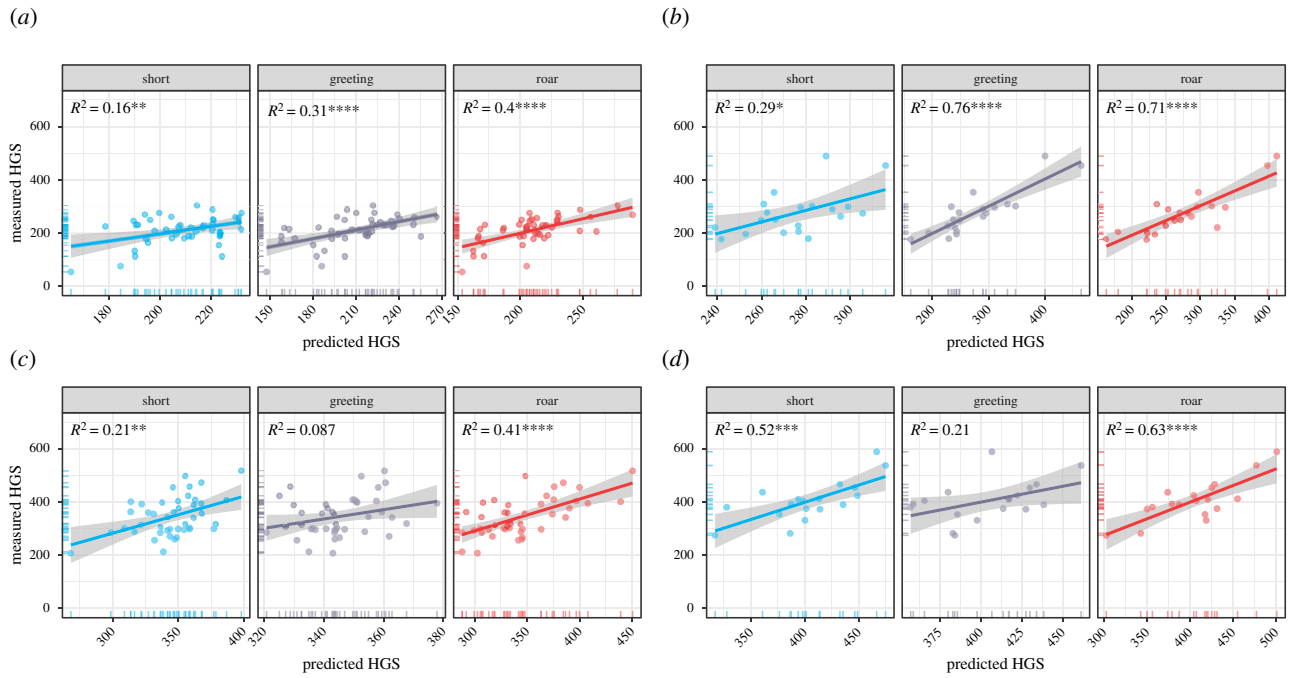 (a)
short greeting roar
R² = 0.16** R² = 0.31**** R² = 0.4****
measured HGS
600
400
200
0
180 200 220 150 180 210 240 270 150 200 250
predicted HGS
(b)
short greeting roar
R² = 0.29* R² = 0.76**** R² = 0.71****
240 260 280 300 200 300 400 200 250 300 350 400
predicted HGS
(c)
short greeting roar
R² = 0.21** R² = 0.087 R² = 0.41****
measured HGS
600
400
200
0
300 350 400 320 340 360 380 300 350 400 450
predicted HGS
(d)
short greeting roar
R² = 0.52*** R² = 0.21 R² = 0.63****
600
400
200
0
350 400 450 375 400 425 450 300 350 400 450 500
predicted HGS